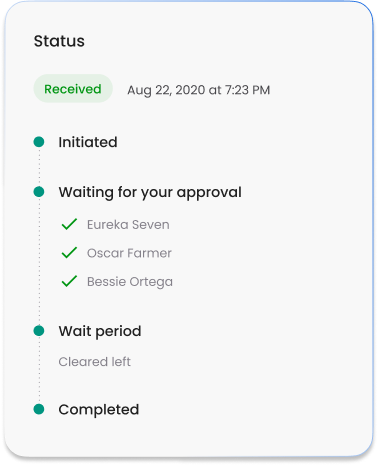 Status
Received Aug 22, 2020 at 7:23 PM
Initiated
Waiting for your approval
Eureka Seven
Oscar Farmer
Bessie Ortega
Wait period
Cleared left
Completed